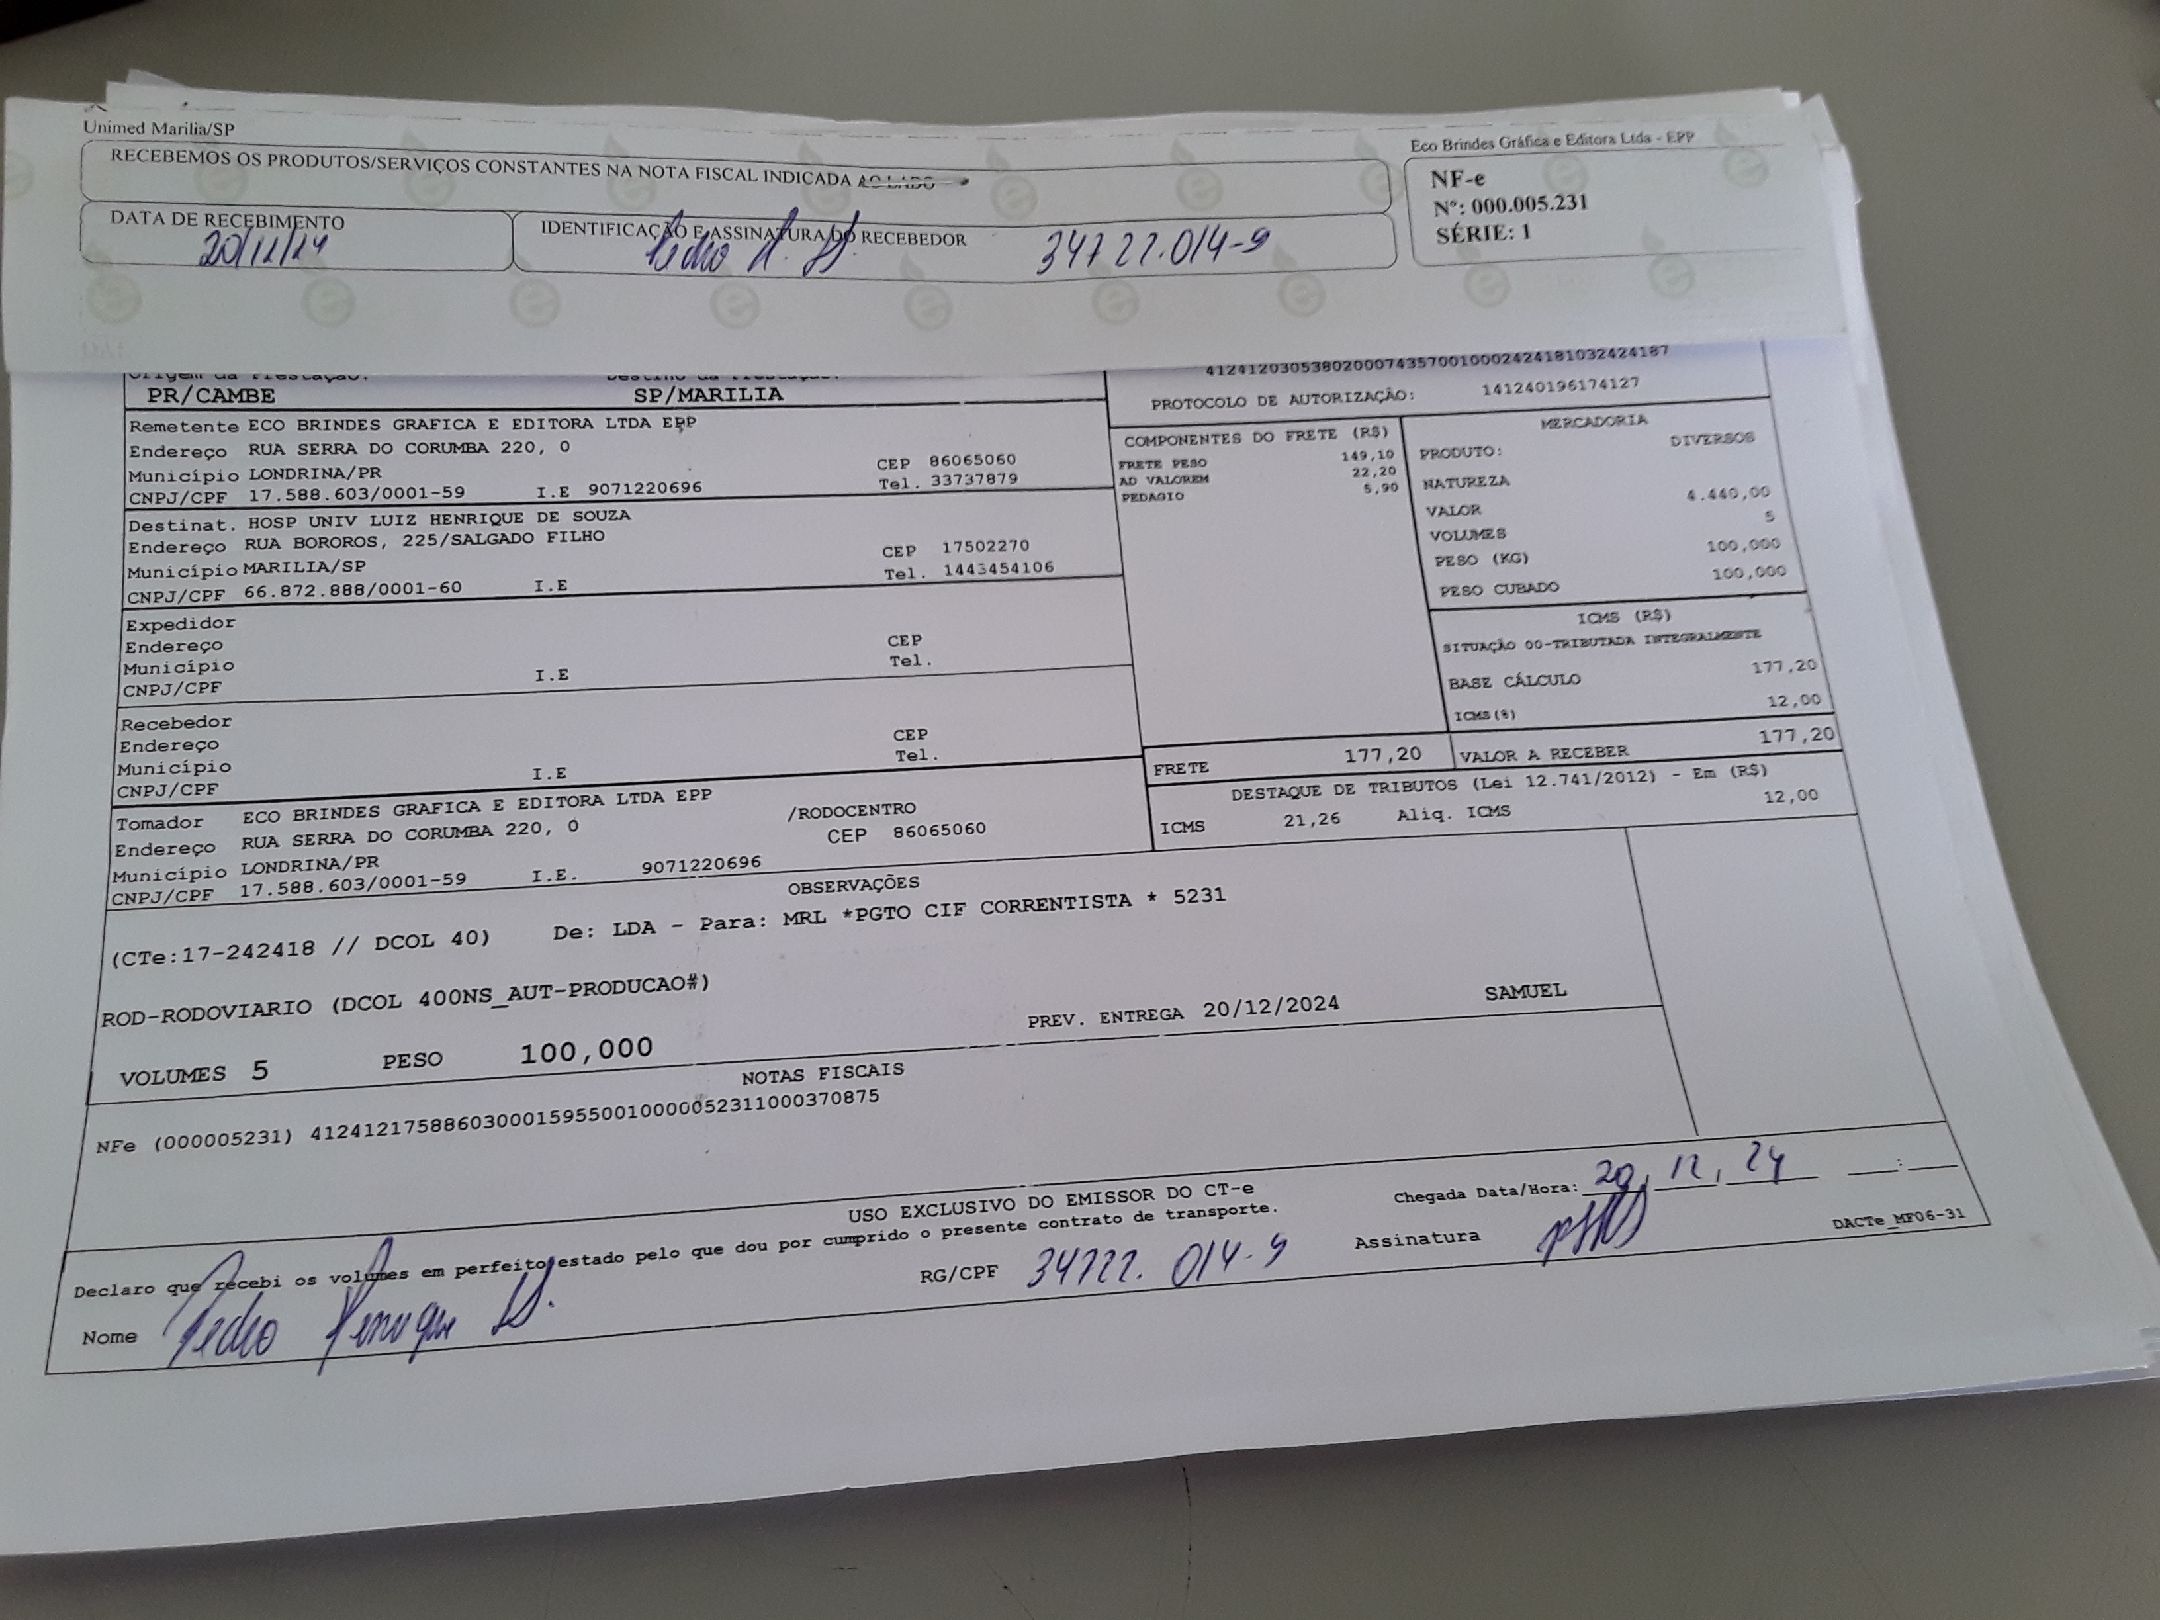 Unimed Marilia/SP
Eco Brindes Gráfica e Editora Ltda - EPP
RECEBEMOS OS PRODUTOS/SERVIÇOS CONSTANTES NA NOTA FISCAL INDICADA AO LADO
NF-e
Nº: 000.005.231
SÉRIE: 1
DATA DE RECEBIMENTO
20/12/24
IDENTIFICAÇÃO E ASSINATURA DO RECEBEDOR
Pedro H.
34722.014-9
Origem da Prestação: Destino da Prestação:
PR/CAMBE SP/MARILIA
41241203053802000743570010002424181032424187
PROTOCOLO DE AUTORIZAÇÃO: 141240196174127
Remetente ECO BRINDES GRAFICA E EDITORA LTDA EPP
Endereço RUA SERRA DO CORUMBA 220, 0
Município LONDRINA/PR CEP 86065060
CNPJ/CPF 17.588.603/0001-59 I.E 9071220696 Tel. 33737879
Destinat. HOSP UNIV LUIZ HENRIQUE DE SOUZA
Endereço RUA BOROROS, 225/SALGADO FILHO
Município MARILIA/SP CEP 17502270
CNPJ/CPF 66.872.888/0001-60 I.E Tel. 1443454106
Expedidor
Endereço CEP
Município Tel.
CNPJ/CPF I.E
Recebedor
Endereço CEP
Município Tel.
CNPJ/CPF I.E
Tomador ECO BRINDES GRAFICA E EDITORA LTDA EPP
Endereço RUA SERRA DO CORUMBA 220, 0 /RODOCENTRO
Município LONDRINA/PR CEP 86065060
CNPJ/CPF 17.588.603/0001-59 I.E. 9071220696
COMPONENTES DO FRETE (R$)
FRETE PESO 149,10
AD VALOREM 22,20
PEDAGIO 5,90
MERCADORIA
PRODUTO: DIVERSOS
NATUREZA
VALOR 4.440,00
VOLUMES 5
PESO (KG) 100,000
PESO CUBADO 100,000
ICMS (R$)
SITUAÇÃO 00-TRIBUTADA INTEGRALMENTE
BASE CÁLCULO 177,20
ICMS(%) 12,00
FRETE 177,20 VALOR A RECEBER 177,20
DESTAQUE DE TRIBUTOS (Lei 12.741/2012) - Em (R$)
ICMS 21,26 Aliq. ICMS 12,00
OBSERVAÇÕES
(CTe:17-242418 // DCOL 40) De: LDA - Para: MRL *PGTO CIF CORRENTISTA * 5231
ROD-RODOVIARIO (DCOL 400NS_AUT-PRODUCAO#)
VOLUMES 5 PESO 100,000 PREV. ENTREGA 20/12/2024 SAMUEL
NOTAS FISCAIS
NFe (000005231) 41241217588603000159550010000052311000370875
USO EXCLUSIVO DO EMISSOR DO CT-e
Declaro que recebi os volumes em perfeito estado pelo que dou por cumprido o presente contrato de transporte.
Chegada Data/Hora: 20, 12, 24 :
Nome Pedro Henrique
RG/CPF 34722.014-9
Assinatura
DACTe_MF06-31